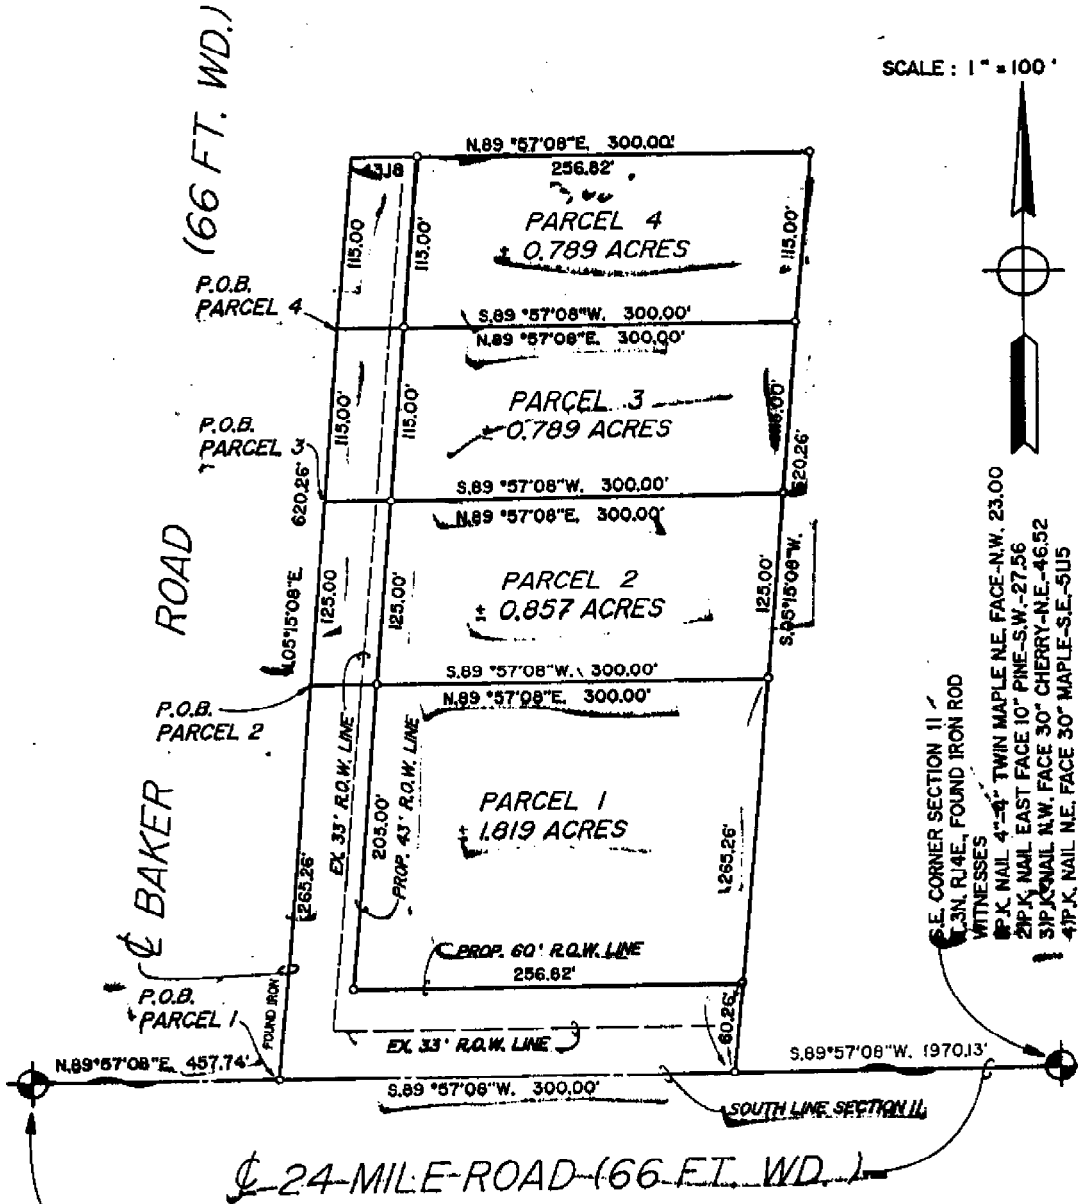 (66 FT. WD.)
SCALE : 1" = 100'
N.89°57'08"E. 300.00'
43.18
256.82'
PARCEL 4
± 0.789 ACRES
115.00
115.00'
115.00'
P.O.B.
PARCEL 4
S.89°57'08"W. 300.00'
N.89°57'08"E. 300.00'
PARCEL 3
± 0.789 ACRES
115.00'
115.00'
115.00'
P.O.B.
PARCEL 3
620.26'
620.26'
S.89°57'08"W. 300.00'
N.89°57'08"E. 300.00'
PARCEL 2
± 0.857 ACRES
N.05°15'08"E.
125.00
125.00'
125.00'
S.05°15'08"W.
S.89°57'08"W. 300.00'
N.89°57'08"E. 300.00'
P.O.B.
PARCEL 2
EX. 33' R.O.W. LINE
PROP. 43' R.O.W. LINE
205.00'
PARCEL 1
± 1.819 ACRES
265.26'
265.26'
℄ BAKER ROAD
PROP. 60' R.O.W. LINE
256.82'
P.O.B.
PARCEL 1
FOUND IRON
60.26'
EX. 33' R.O.W. LINE
N.89°57'08"E. 457.74'
S.89°57'08"W. 1970.13'
S.89°57'08"W. 300.00'
SOUTH LINE SECTION 11
℄ 24-MILE-ROAD-(66 FT. WD.)
S.E. CORNER SECTION 11
T.3N. R.14E., FOUND IRON ROD
WITNESSES
P.K. NAIL 4"-4" TWIN MAPLE N.E. FACE-N.W. 23.00
2)P.K. NAIL EAST FACE 10" PINE-S.W.-27.56
3)P.K. NAIL N.W. FACE 30" CHERRY-N.E.-46.52
4)P.K. NAIL N.E. FACE 30" MAPLE-S.E.-51.15